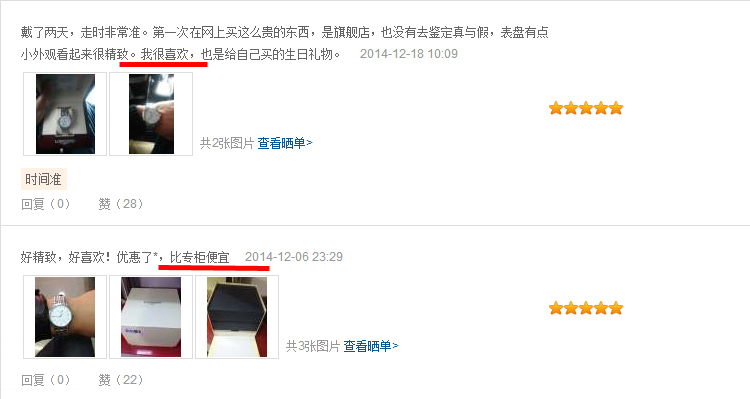 戴了两天，走时非常准。第一次在网上买这么贵的东西，是旗舰店，也没有去鉴定真与假，表盘有点
小外观看起来很精致。我很喜欢，也是给自己买的生日礼物。 2014-12-18 10:09
共2张图片 查看晒单>
时间准
回复（0） 赞（28）
好精致，好喜欢！优惠了*，比专柜便宜 2014-12-06 23:29
共3张图片 查看晒单>
回复（0） 赞（22）